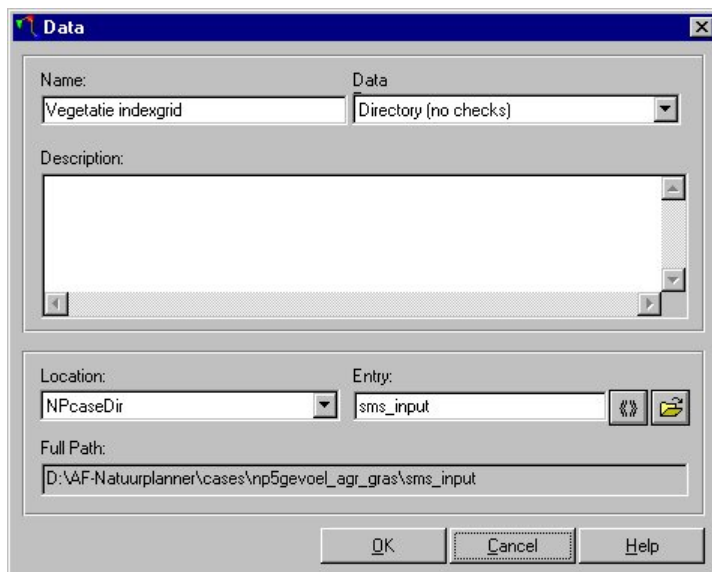 Data
Name:
Data
Vegetatie indexgrid
Directory (no checks)
Description:
Location:
Entry:
NPcaseDir
sms_input
Full Path:
D:\AF-Natuurplanner\cases\np5gevoel_agr_gras\sms_input
OK
Cancel
Help